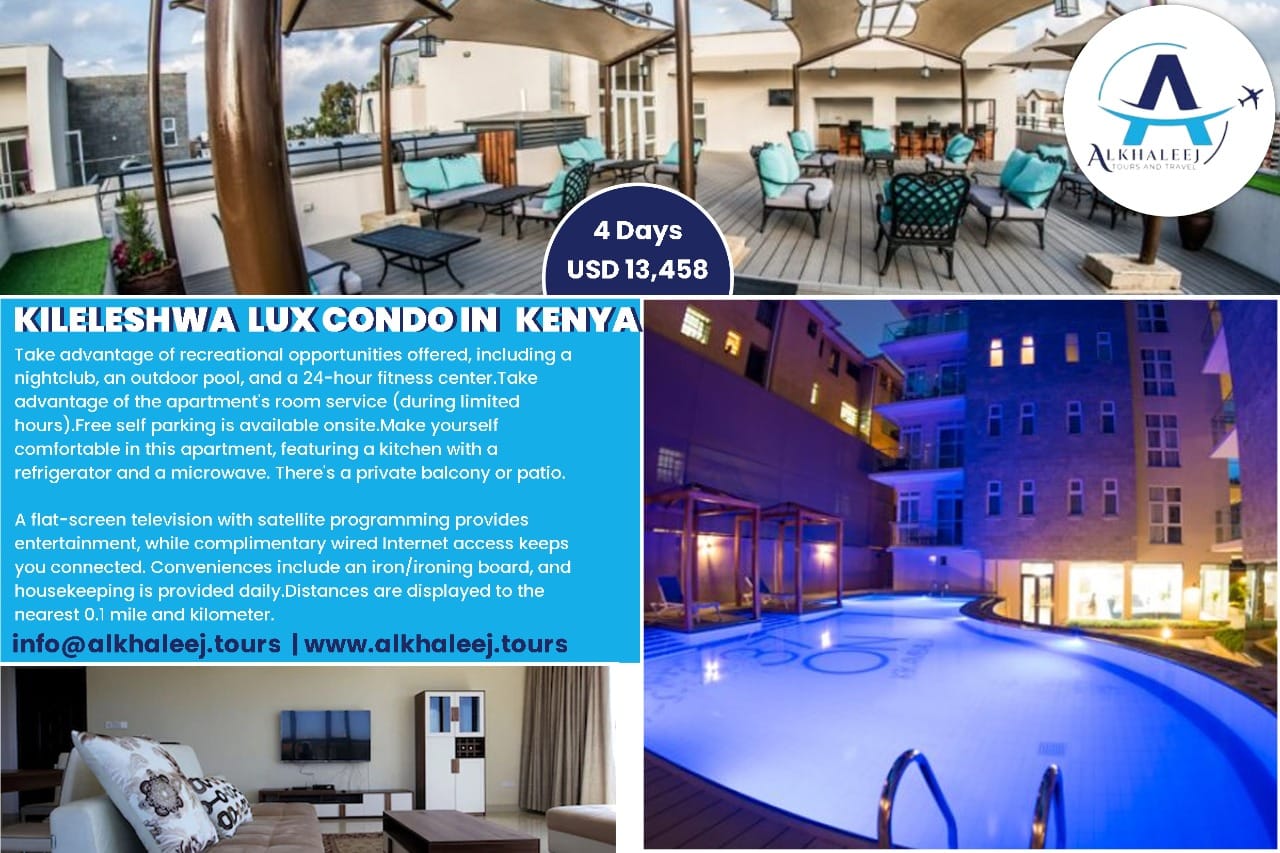 ALKHALEEJ
TOURS AND TRAVEL
4 Days
USD 13,458
KILELESHWA LUX CONDO IN KENYA
Take advantage of recreational opportunities offered, including a
nightclub, an outdoor pool, and a 24-hour fitness center.Take
advantage of the apartment's room service (during limited
hours).Free self parking is available onsite.Make yourself
comfortable in this apartment, featuring a kitchen with a
refrigerator and a microwave. There's a private balcony or patio.
A flat-screen television with satellite programming provides
entertainment, while complimentary wired Internet access keeps
you connected. Conveniences include an iron/ironing board, and
housekeeping is provided daily.Distances are displayed to the
nearest 0.1 mile and kilometer.
info@alkhaleej.tours | www.alkhaleej.tours